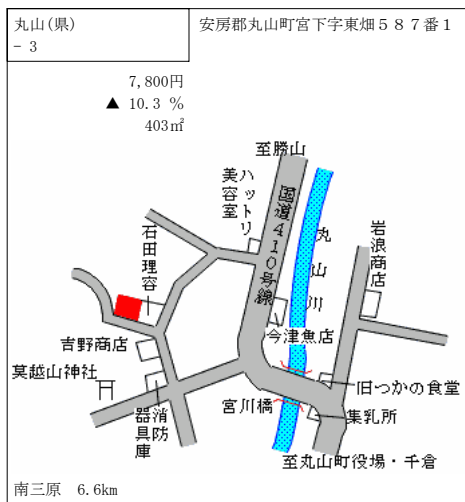 丸山(県)
- 3
安房郡丸山町宮下字東畑５８７番１
7,800円
▲ 10.3 %
403㎡
至勝山
ハットリ
美容室
国道４１０号線
丸山川
岩浪商店
石田理容
今津魚店
吉野商店
莫越山神社
消防
器具庫
宮川橋
旧つかの食堂
集乳所
至丸山町役場・千倉
南三原　6.6km